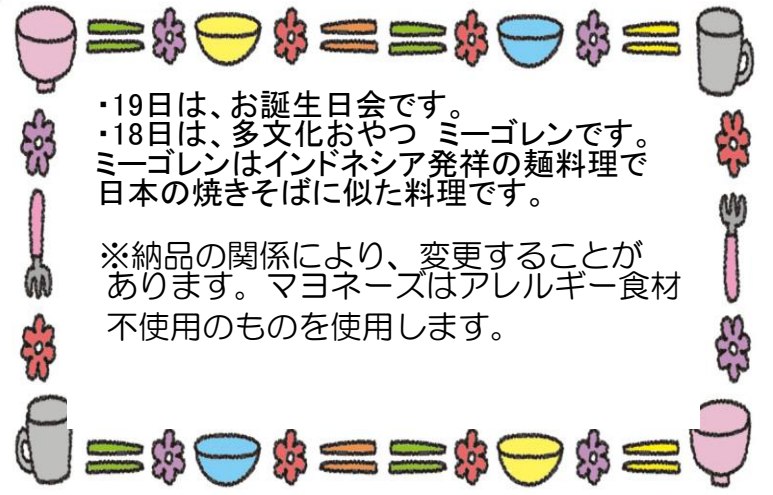 ・19日は、お誕生日会です。
・18日は、多文化おやつ　ミーゴレンです。
ミーゴレンはインドネシア発祥の麺料理で
日本の焼きそばに似た料理です。
※納品の関係により、変更することが
あります。マヨネーズはアレルギー食材
不使用のものを使用します。